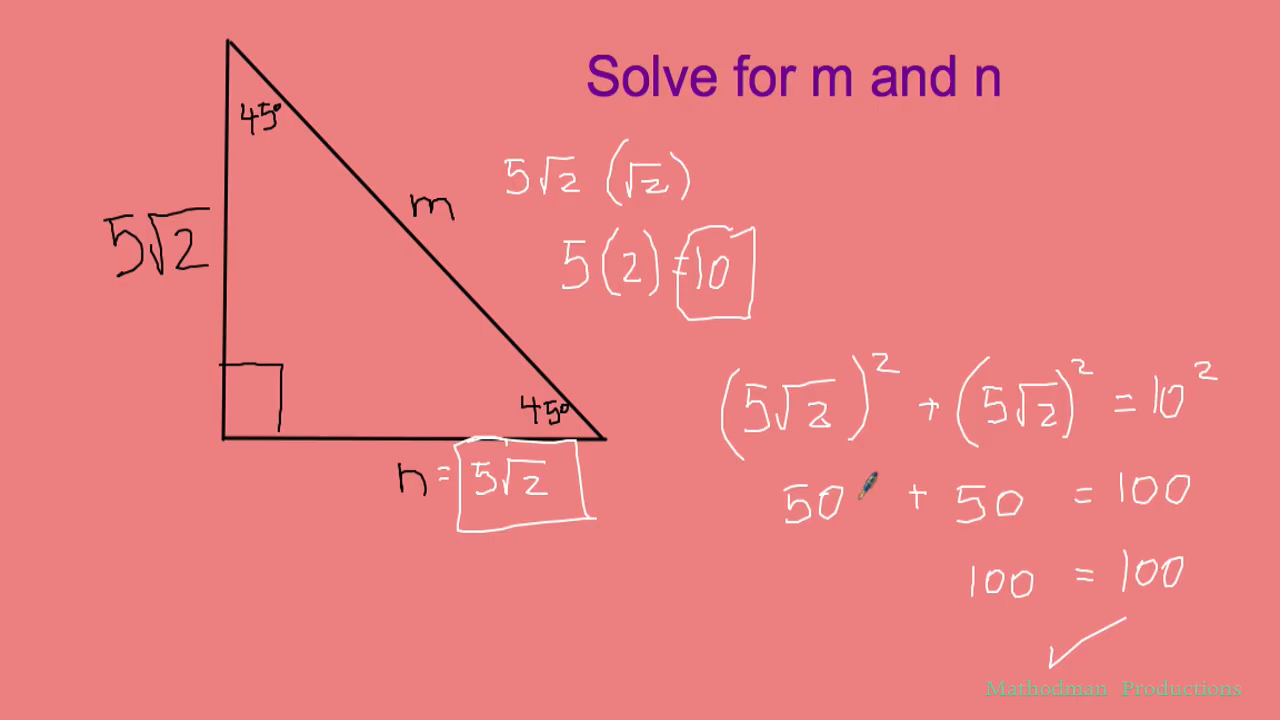 Solve for m and n
45°
5√2 (√2)
m
5√2
5(2) = 10
(5√2)² + (5√2)² = 10²
45°
n = 5√2
50 + 50 = 100
100 = 100
Mathodman Productions